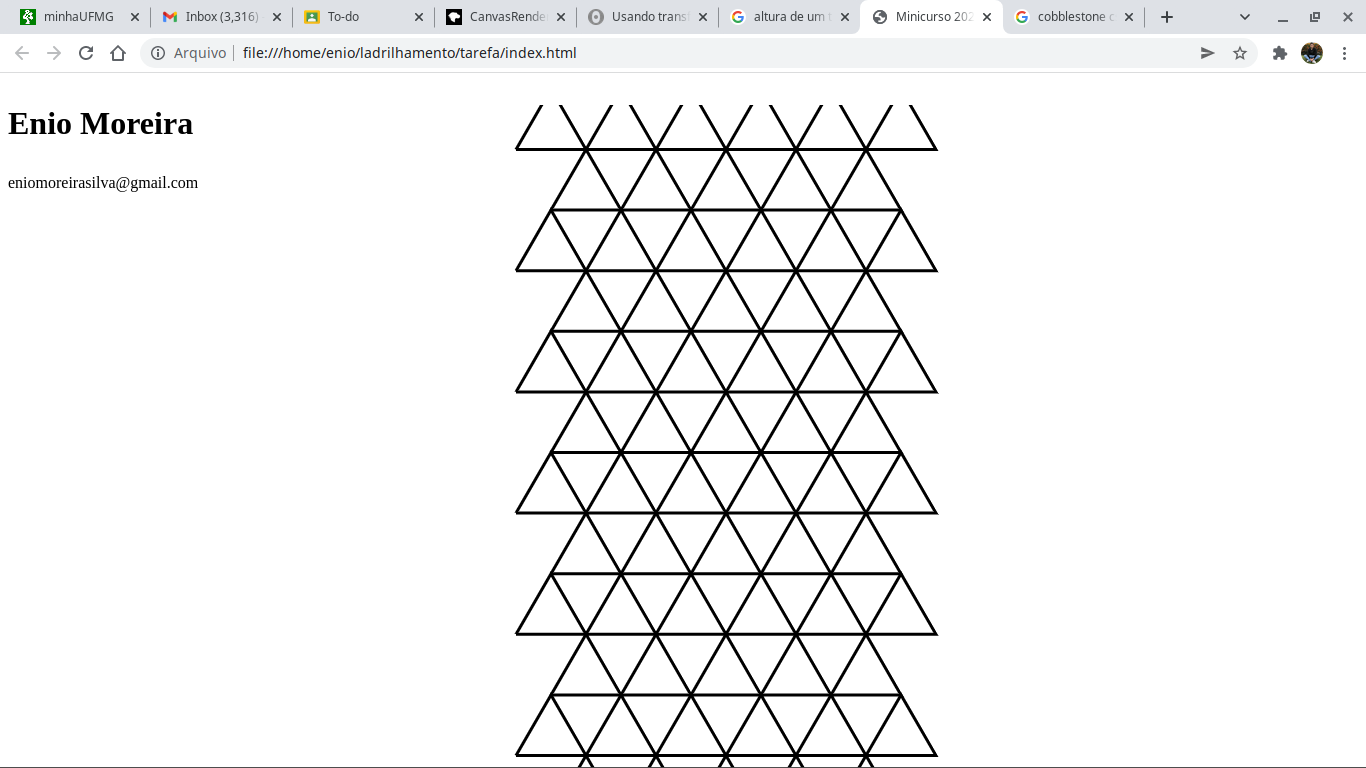 minhaUFMG
Inbox (3,316)
To-do
CanvasRende
Usando trans
altura de um t
Minicurso 202
cobblestone c
Arquivo
file:///home/enio/ladrilhamento/tarefa/index.html
Enio Moreira
eniomoreirasilva@gmail.com